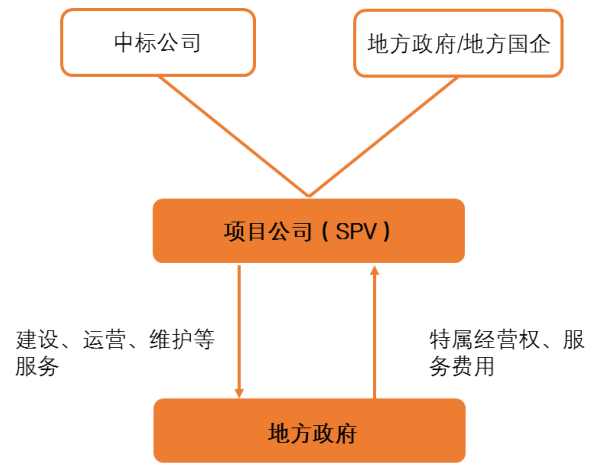 中标公司
地方政府/地方国企
项目公司（SPV）
建设、运营、维护等
服务
特属经营权、服
务费用
地方政府